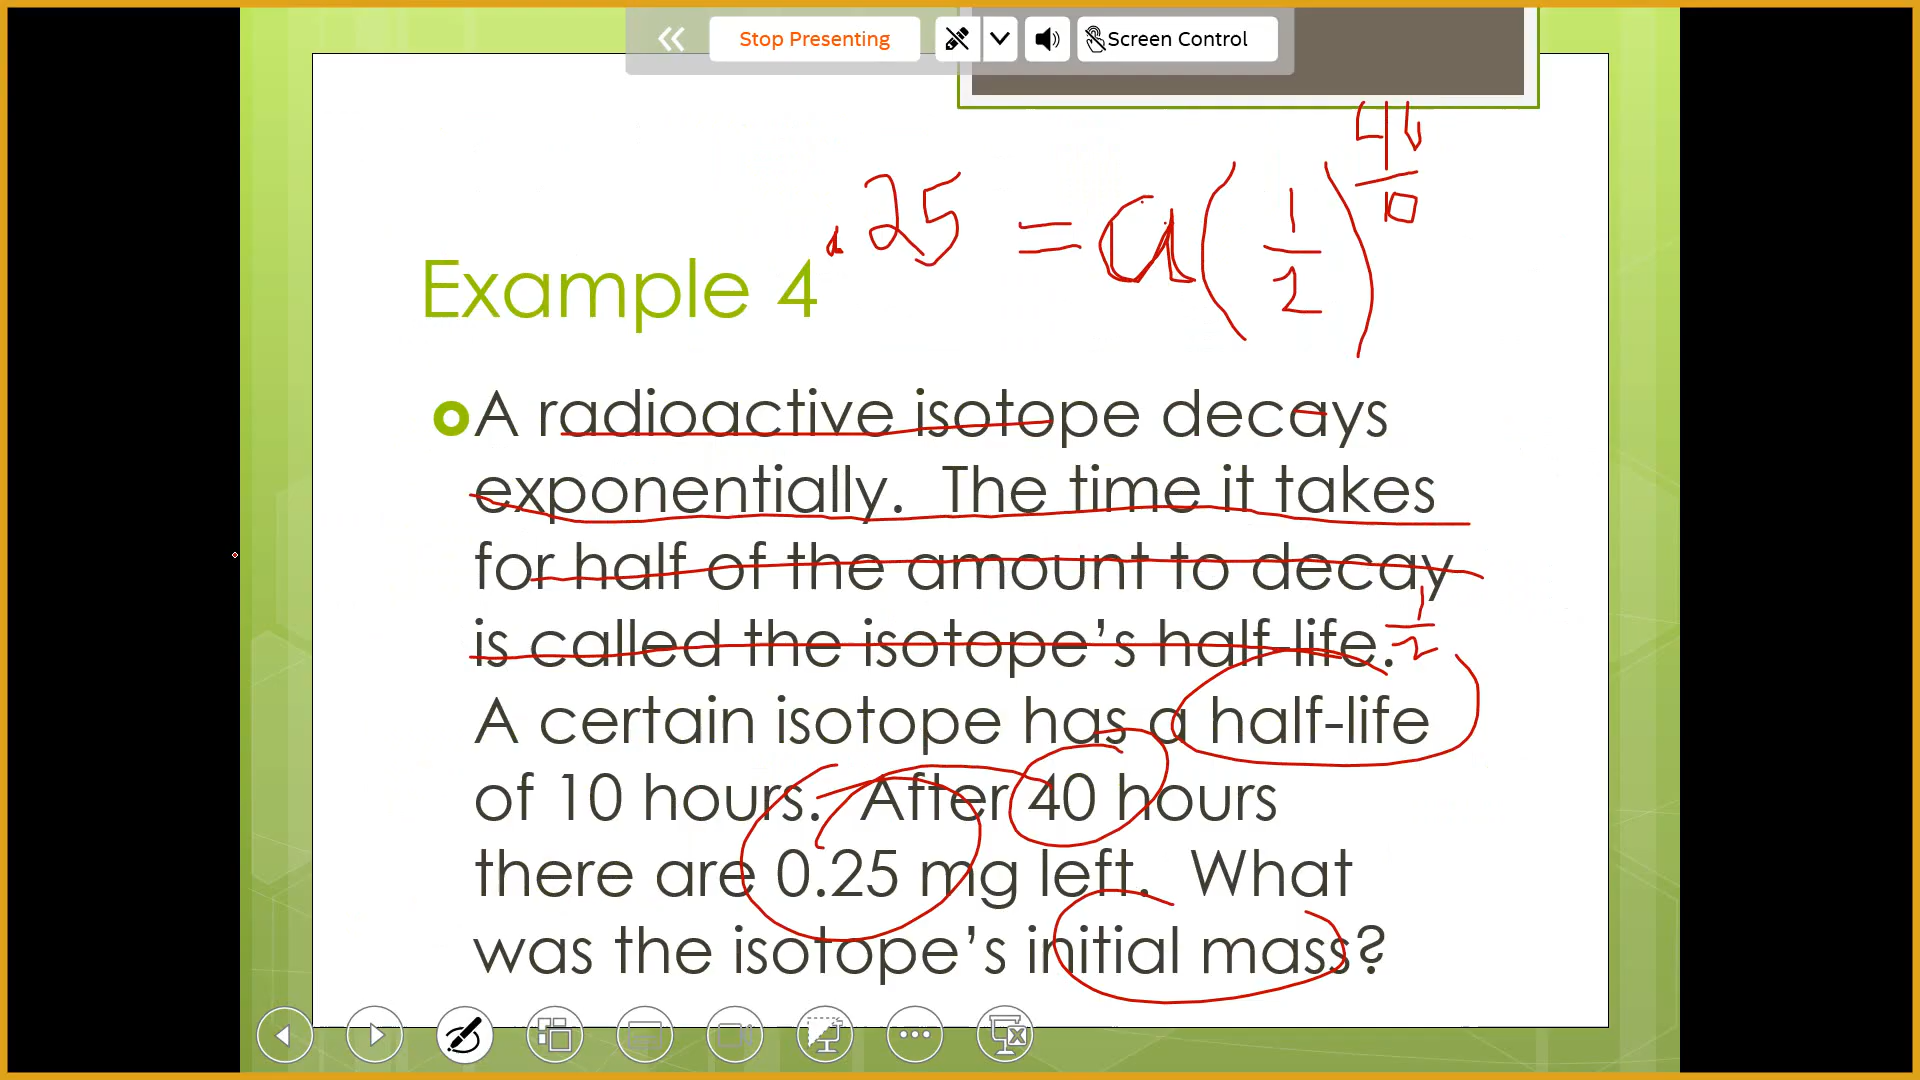 Stop Presenting
Screen Control
.25 = a(1/2)^40/10
Example 4
A radioactive isotope decays
exponentially. The time it takes
for half of the amount to decay
is called the isotope’s half-life.
1/2
A certain isotope has a half-life
of 10 hours. After 40 hours
there are 0.25 mg left. What
was the isotope’s initial mass?